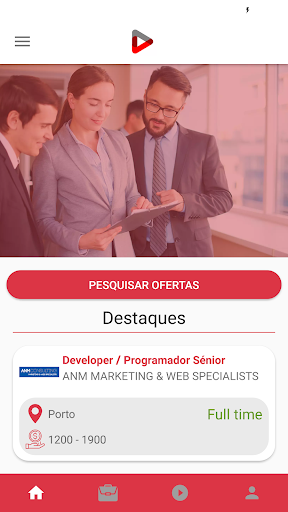 PESQUISAR OFERTAS
Destaques
Developer / Programador Sénior
ANM MARKETING & WEB SPECIALISTS
Porto
Full time
1200 - 1900